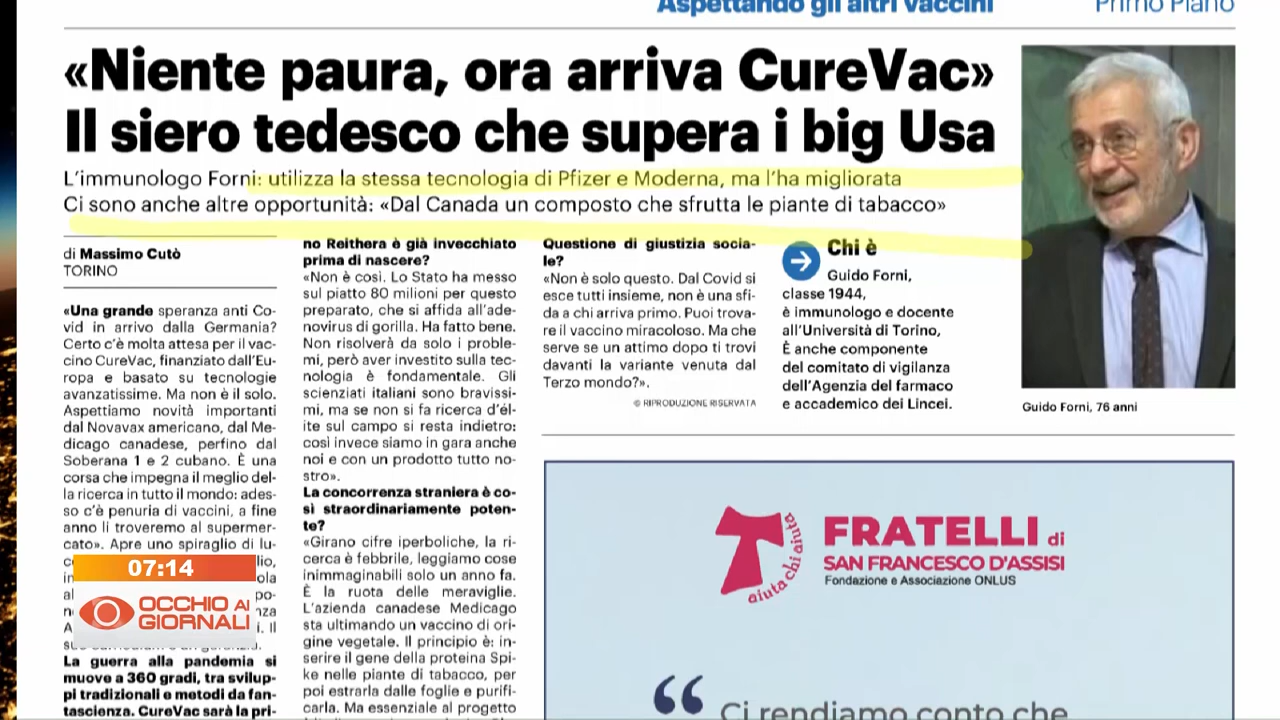 Aspettando gli altri vaccini
Primo Piano
«Niente paura, ora arriva CureVac»
Il siero tedesco che supera i big Usa
L'immunologo Forni: utilizza la stessa tecnologia di Pfizer e Moderna, ma l'ha migliorata
Ci sono anche altre opportunità: «Dal Canada un composto che sfrutta le piante di tabacco»
di Massimo Cutò
TORINO
«Una grande speranza anti Co-
vid in arrivo dalla Germania?
Certo c'è molta attesa per il vac-
cino CureVac, finanziato dall'Eu-
ropa e basato su tecnologie
avanzatissime. Ma non è il solo.
Aspettiamo novità importanti
dal Novavax americano, dal Me-
dicago canadese, perfino dal
Soberana 1 e 2 cubano. È una
corsa che impegna il meglio del-
la ricerca in tutto il mondo: ades-
so c'è penuria di vaccini, a fine
anno li troveremo al supermer-
cato». Apre uno spiraglio di lu-
La guerra alla pandemia si
muove a 360 gradi, tra svilup-
pi tradizionali e metodi da fan-
tascienza. CureVac sarà la pri-
no Reithera è già invecchiato
prima di nascere?
«Non è così. Lo Stato ha messo
sul piatto 80 milioni per questo
preparato, che si affida all'ade-
novirus di gorilla. Ha fatto bene.
Non risolverà da solo i proble-
mi, però aver investito sulla tec-
nologia è fondamentale. Gli
scienziati italiani sono bravissi-
mi, ma se non si fa ricerca d'él-
ite sul campo si resta indietro:
così invece siamo in gara anche
noi e con un prodotto tutto no-
stro».
La concorrenza straniera è co-
sì straordinariamente poten-
te?
«Girano cifre iperboliche, la ri-
cerca è febbrile, leggiamo cose
inimmaginabili solo un anno fa.
È la ruota delle meraviglie.
L'azienda canadese Medicago
sta ultimando un vaccino di ori-
gine vegetale. Il principio è: in-
serire il gene della proteina Spi-
ke nelle piante di tabacco, per
poi estrarla dalle foglie e purifi-
carla. Ma essenziale al progetto
Questione di giustizia socia-
le?
«Non è solo questo. Dal Covid si
esce tutti insieme, non è una sfi-
da a chi arriva primo. Puoi trova-
re il vaccino miracoloso. Ma che
serve se un attimo dopo ti trovi
davanti la variante venuta dal
Terzo mondo?».
© RIPRODUZIONE RISERVATA
Chi è
Guido Forni,
classe 1944,
è immunologo e docente
all'Università di Torino,
È anche componente
del comitato di vigilanza
dell'Agenzia del farmaco
e accademico dei Lincei.
Guido Forni, 76 anni
aiuta chi aiuta
FRATELLI di
SAN FRANCESCO D'ASSISI
Fondazione e Associazione ONLUS
“ Ci rendiamo conto che
07:14
OCCHIO AI
GIORNALI